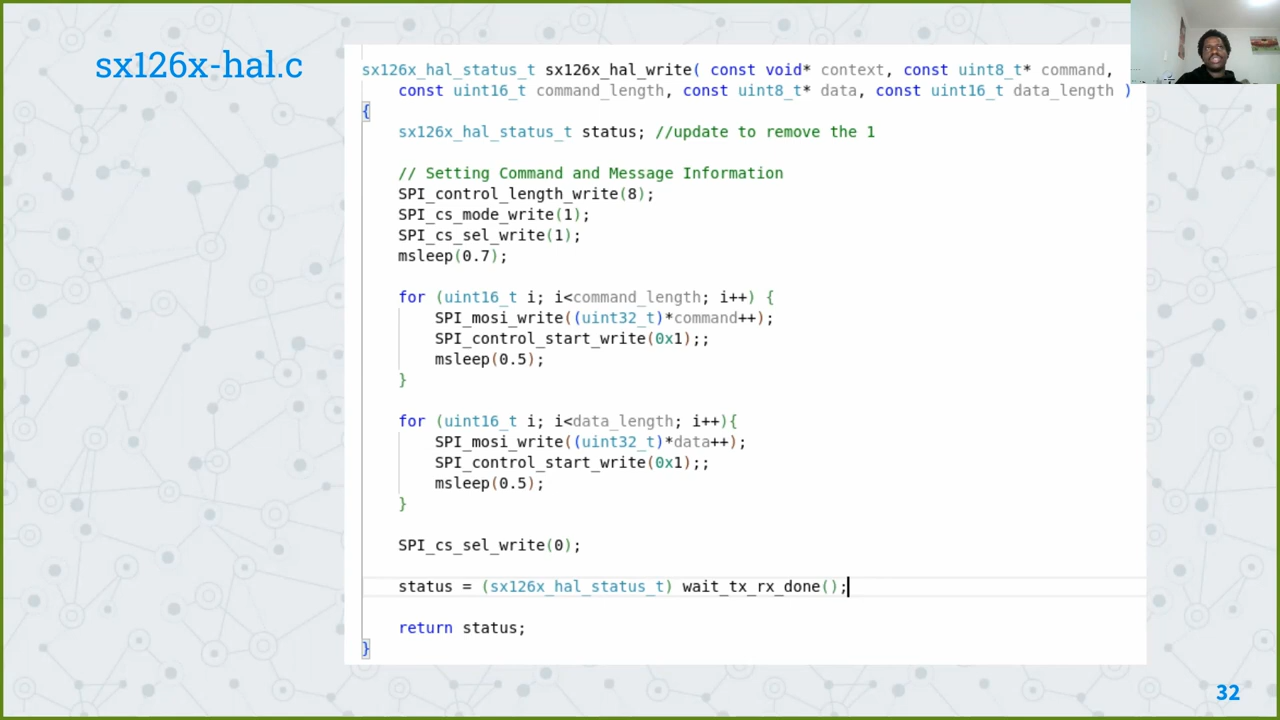 sx126x-hal.c
sx126x_hal_status_t sx126x_hal_write( const void* context, const uint8_t* command,
const uint16_t command_length, const uint8_t* data, const uint16_t data_length )
{
sx126x_hal_status_t status; //update to remove the 1
// Setting Command and Message Information
SPI_control_length_write(8);
SPI_cs_mode_write(1);
SPI_cs_sel_write(1);
msleep(0.7);
for (uint16_t i; i<command_length; i++) {
SPI_mosi_write((uint32_t)*command++);
SPI_control_start_write(0x1);;
msleep(0.5);
}
for (uint16_t i; i<data_length; i++){
SPI_mosi_write((uint32_t)*data++);
SPI_control_start_write(0x1);;
msleep(0.5);
}
SPI_cs_sel_write(0);
status = (sx126x_hal_status_t) wait_tx_rx_done();
return status;
}
32